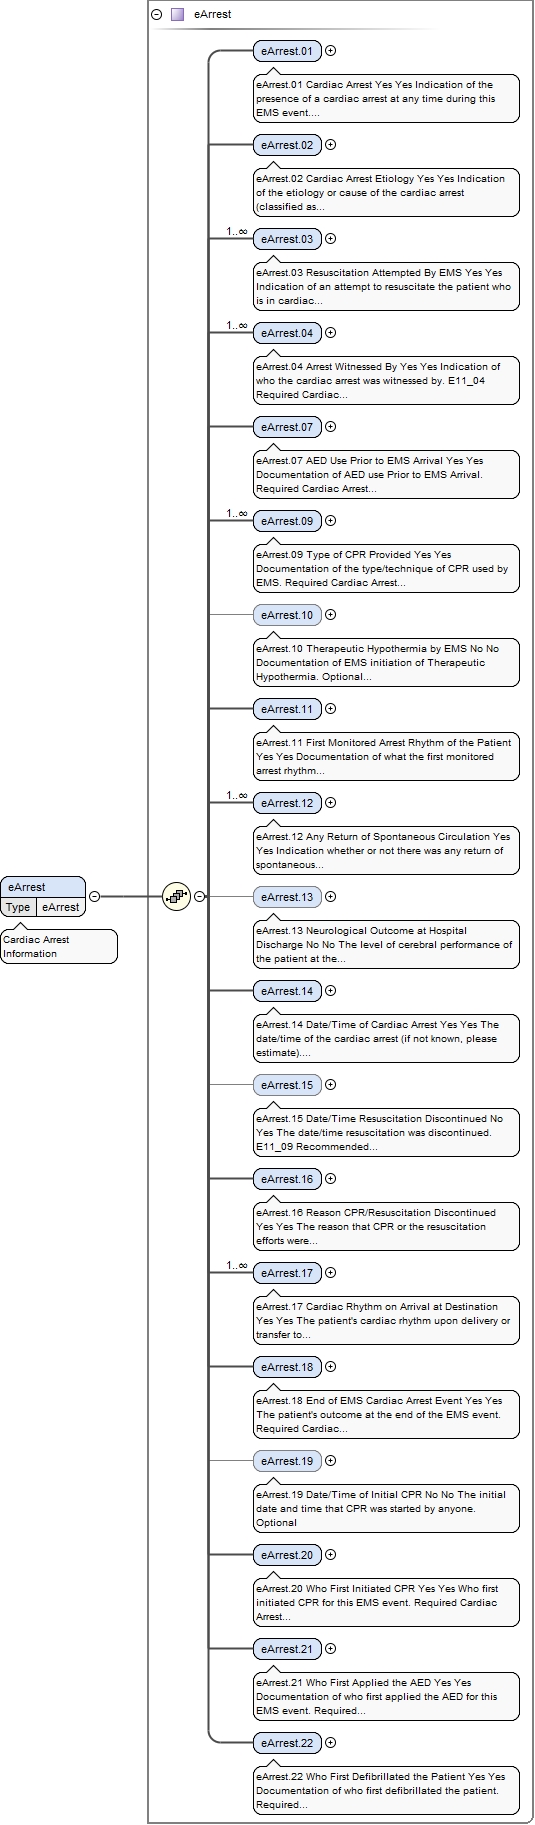 eArrest
eArrest.01
eArrest.01 Cardiac Arrest Yes Yes Indication of the
presence of a cardiac arrest at any time during this
EMS event....
eArrest.02
eArrest.02 Cardiac Arrest Etiology Yes Yes Indication
of the etiology or cause of the cardiac arrest
(classified as...
1..∞
eArrest.03
eArrest.03 Resuscitation Attempted By EMS Yes Yes
Indication of an attempt to resuscitate the patient who
is in cardiac...
1..∞
eArrest.04
eArrest.04 Arrest Witnessed By Yes Yes Indication of
who the cardiac arrest was witnessed by. E11_04
Required Cardiac...
eArrest.07
eArrest.07 AED Use Prior to EMS Arrival Yes Yes
Documentation of AED use Prior to EMS Arrival.
Required Cardiac Arrest...
1..∞
eArrest.09
eArrest.09 Type of CPR Provided Yes Yes
Documentation of the type/technique of CPR used by
EMS. Required Cardiac Arrest...
eArrest.10
eArrest.10 Therapeutic Hypothermia by EMS No No
Documentation of EMS initiation of Therapeutic
Hypothermia. Optional...
eArrest.11
eArrest.11 First Monitored Arrest Rhythm of the Patient
Yes Yes Documentation of what the first monitored
arrest rhythm...
1..∞
eArrest.12
eArrest.12 Any Return of Spontaneous Circulation Yes
Yes Indication whether or not there was any return of
spontaneous...
eArrest
Type eArrest
Cardiac Arrest
Information
eArrest.13
eArrest.13 Neurological Outcome at Hospital
Discharge No No The level of cerebral performance of
the patient at the...
eArrest.14
eArrest.14 Date/Time of Cardiac Arrest Yes Yes The
date/time of the cardiac arrest (if not known, please
estimate)....
eArrest.15
eArrest.15 Date/Time Resuscitation Discontinued No
Yes The date/time resuscitation was discontinued.
E11_09 Recommended...
eArrest.16
eArrest.16 Reason CPR/Resuscitation Discontinued
Yes Yes The reason that CPR or the resuscitation
efforts were...
1..∞
eArrest.17
eArrest.17 Cardiac Rhythm on Arrival at Destination
Yes Yes The patient's cardiac rhythm upon delivery or
transfer to...
eArrest.18
eArrest.18 End of EMS Cardiac Arrest Event Yes Yes
The patient's outcome at the end of the EMS event.
Required Cardiac...
eArrest.19
eArrest.19 Date/Time of Initial CPR No No The initial
date and time that CPR was started by anyone.
Optional
eArrest.20
eArrest.20 Who First Initiated CPR Yes Yes Who first
initiated CPR for this EMS event. Required Cardiac
Arrest...
eArrest.21
eArrest.21 Who First Applied the AED Yes Yes
Documentation of who first applied the AED for this
EMS event. Required...
eArrest.22
eArrest.22 Who First Defibrillated the Patient Yes Yes
Documentation of who first defibrillated the patient.
Required...